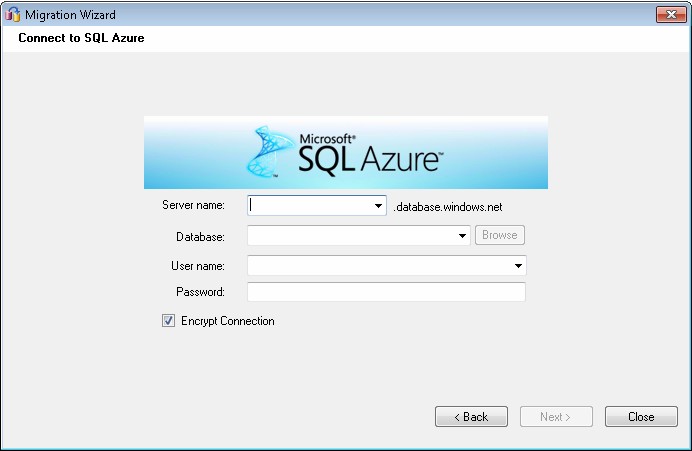 Migration Wizard
Connect to SQL Azure
Microsoft®
SQL Azure™
Server name: .database.windows.net
Database: Browse
User name:
Password:
Encrypt Connection
< Back Next > Close